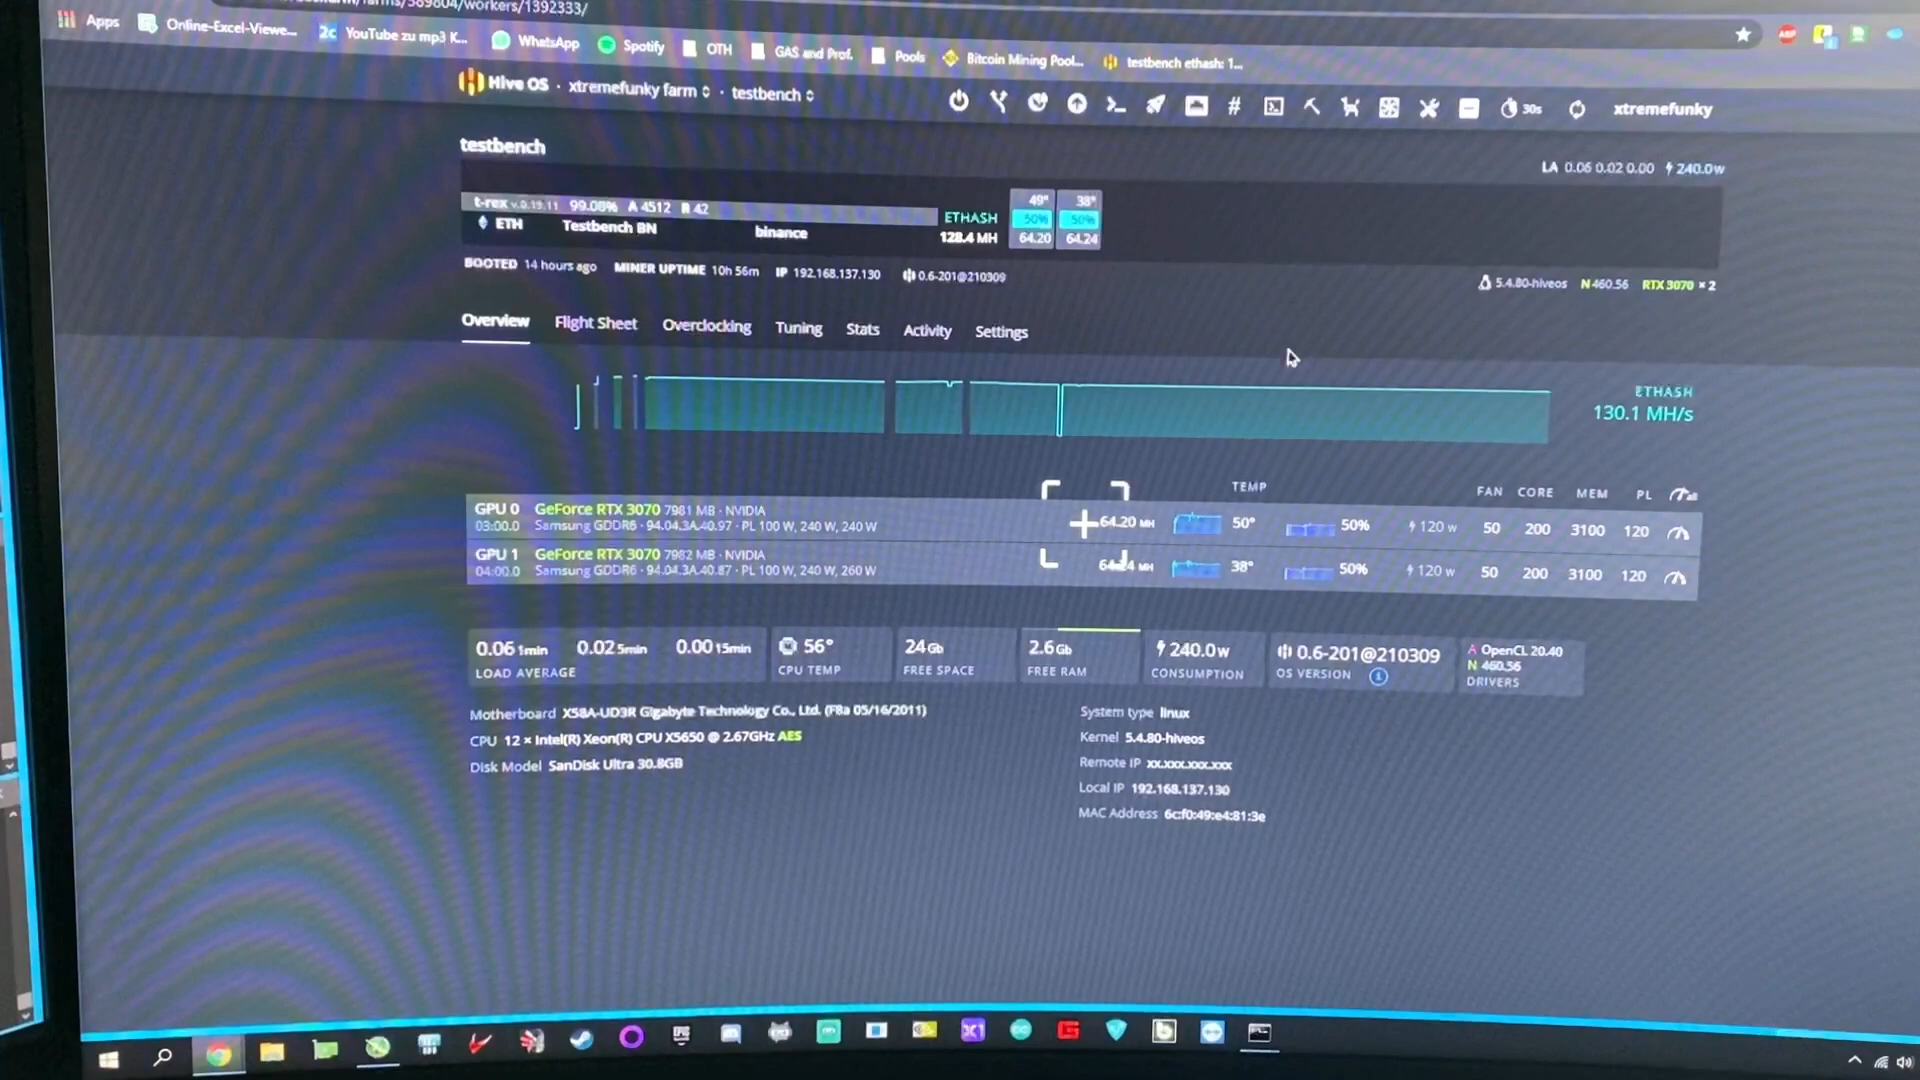 /workers/1392333/
Apps Online-Excel-Viewe... YouTube zu mp3 K... WhatsApp Spotify OTH GAS and Prof. Pools Bitcoin Mining Pool... testbench ethash: 1... ABP
Hive OS · xtremefunky farm · testbench 30s xtremefunky
testbench
LA 0.06 0.02 0.00 240.0w
t-rex v.0.19.11 99.08% A 4512 R 42
ETH Testbench BN binance
ETHASH
128.4 MH
49° 38°
50% 50%
64.20 64.24
BOOTED 14 hours ago MINER UPTIME 10h 56m IP 192.168.137.130 0.6-201@210309
5.4.80-hiveos N 460.56 RTX 3070 × 2
Overview Flight Sheet Overclocking Tuning Stats Activity Settings
ETHASH
130.1 MH/s
TEMP FAN CORE MEM PL
GPU 0 GeForce RTX 3070 7981 MB · NVIDIA
03:00.0 Samsung GDDR6 · 94.04.3A.40.97 · PL 100 W, 240 W, 240 W
64.20 MH 50° 50% 120 w 50 200 3100 120
GPU 1 GeForce RTX 3070 7982 MB · NVIDIA
04:00.0 Samsung GDDR6 · 94.04.3A.40.87 · PL 100 W, 240 W, 260 W
64.24 MH 38° 50% 120 w 50 200 3100 120
0.06 1min 0.02 5min 0.00 15min
LOAD AVERAGE
56°
CPU TEMP
24 Gb
FREE SPACE
2.6 Gb
FREE RAM
240.0 w
CONSUMPTION
0.6-201@210309
OS VERSION
A OpenCL 20.40
N 460.56
DRIVERS
Motherboard X58A-UD3R Gigabyte Technology Co., Ltd. (F8a 05/16/2011)
CPU 12 × Intel(R) Xeon(R) CPU X5650 @ 2.67GHz AES
Disk Model SanDisk Ultra 30.8GB
System type linux
Kernel 5.4.80-hiveos
Remote IP xx.xxx.xxx.xxx
Local IP 192.168.137.130
MAC Address 6c:f0:49:e4:81:3e